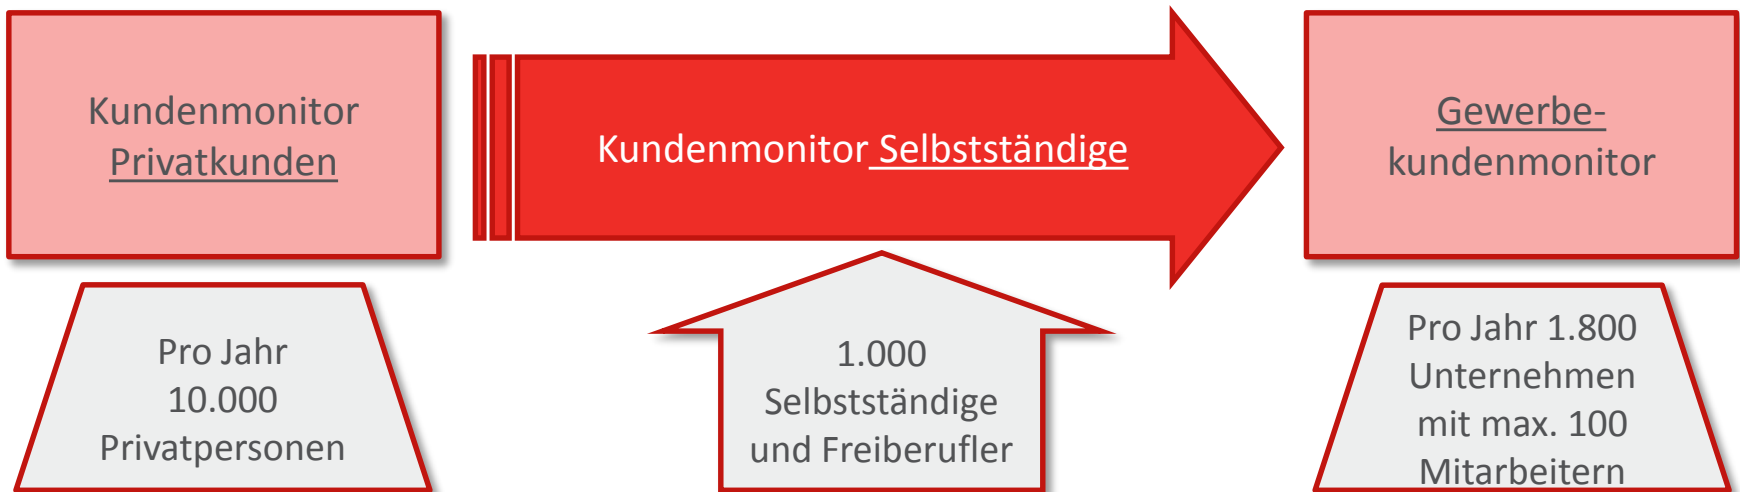 Kundenmonitor
Privatkunden
Kundenmonitor Selbstständige
Gewerbe-
kundenmonitor
Pro Jahr
10.000
Privatpersonen
1.000
Selbstständige
und Freiberufler
Pro Jahr 1.800
Unternehmen
mit max. 100
Mitarbeitern